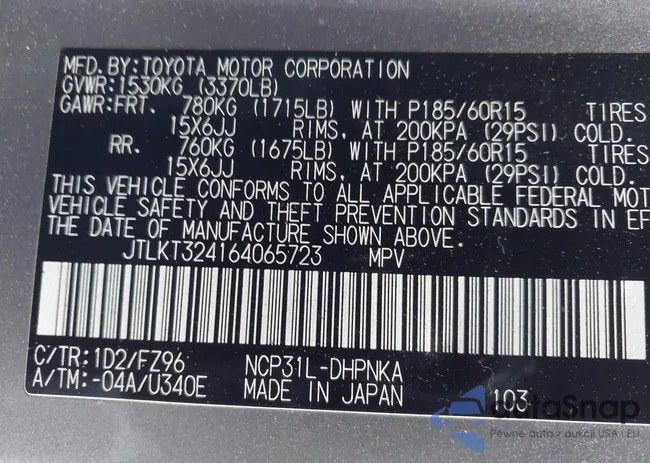 MFD. BY: TOYOTA MOTOR CORPORATION
GVWR: 1530KG (3370LB)
GAWR: FRT. 780KG (1715LB) WITH P185/60R15 TIRES
15X6JJ RIMS, AT 200KPA (29PSI) COLD.
RR. 760KG (1675LB) WITH P185/60R15 TIRES
15X6JJ RIMS, AT 200KPA (29PSI) COLD.
THIS VEHICLE CONFORMS TO ALL APPLICABLE FEDERAL MOT
VEHICLE SAFETY AND THEFT PREVENTION STANDARDS IN EF
THE DATE OF MANUFACTURE SHOWN ABOVE.
JTLKT324164065723 MPV
C/TR: 1D2/FZ96 NCP31L-DHPNKA
A/TM: -04A/U340E MADE IN JAPAN 103
autaSnap
Pewne auta z aukcji USA i EU